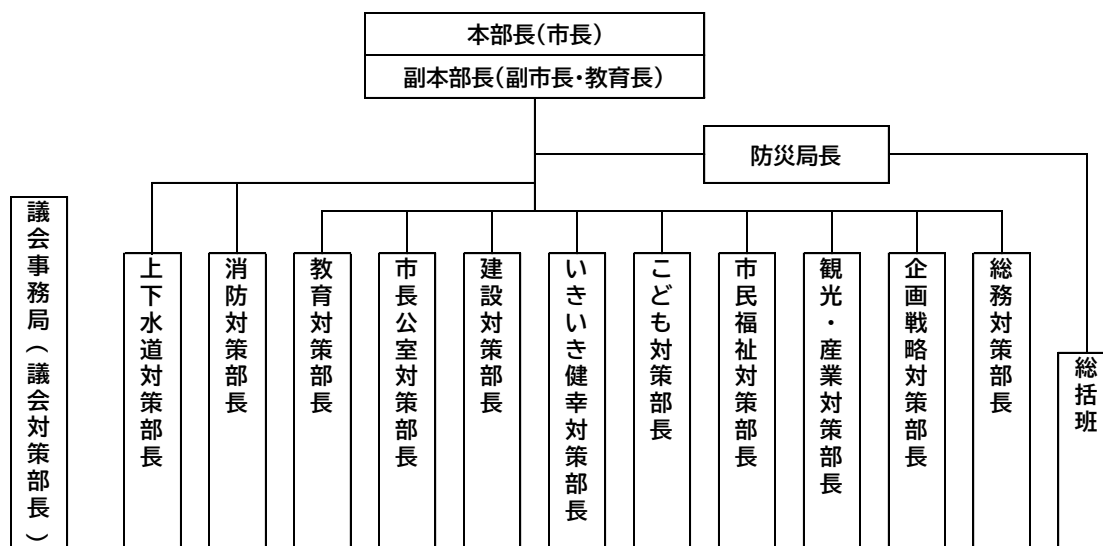 本部長（市長）
副本部長（副市長・教育長）
防災局長
議会事務局（議会対策部長）
上下水道対策部長
消防対策部長
教育対策部長
市長公室対策部長
建設対策部長
いきいき健幸対策部長
こども対策部長
市民福祉対策部長
観光・産業対策部長
企画戦略対策部長
総務対策部長
総括班